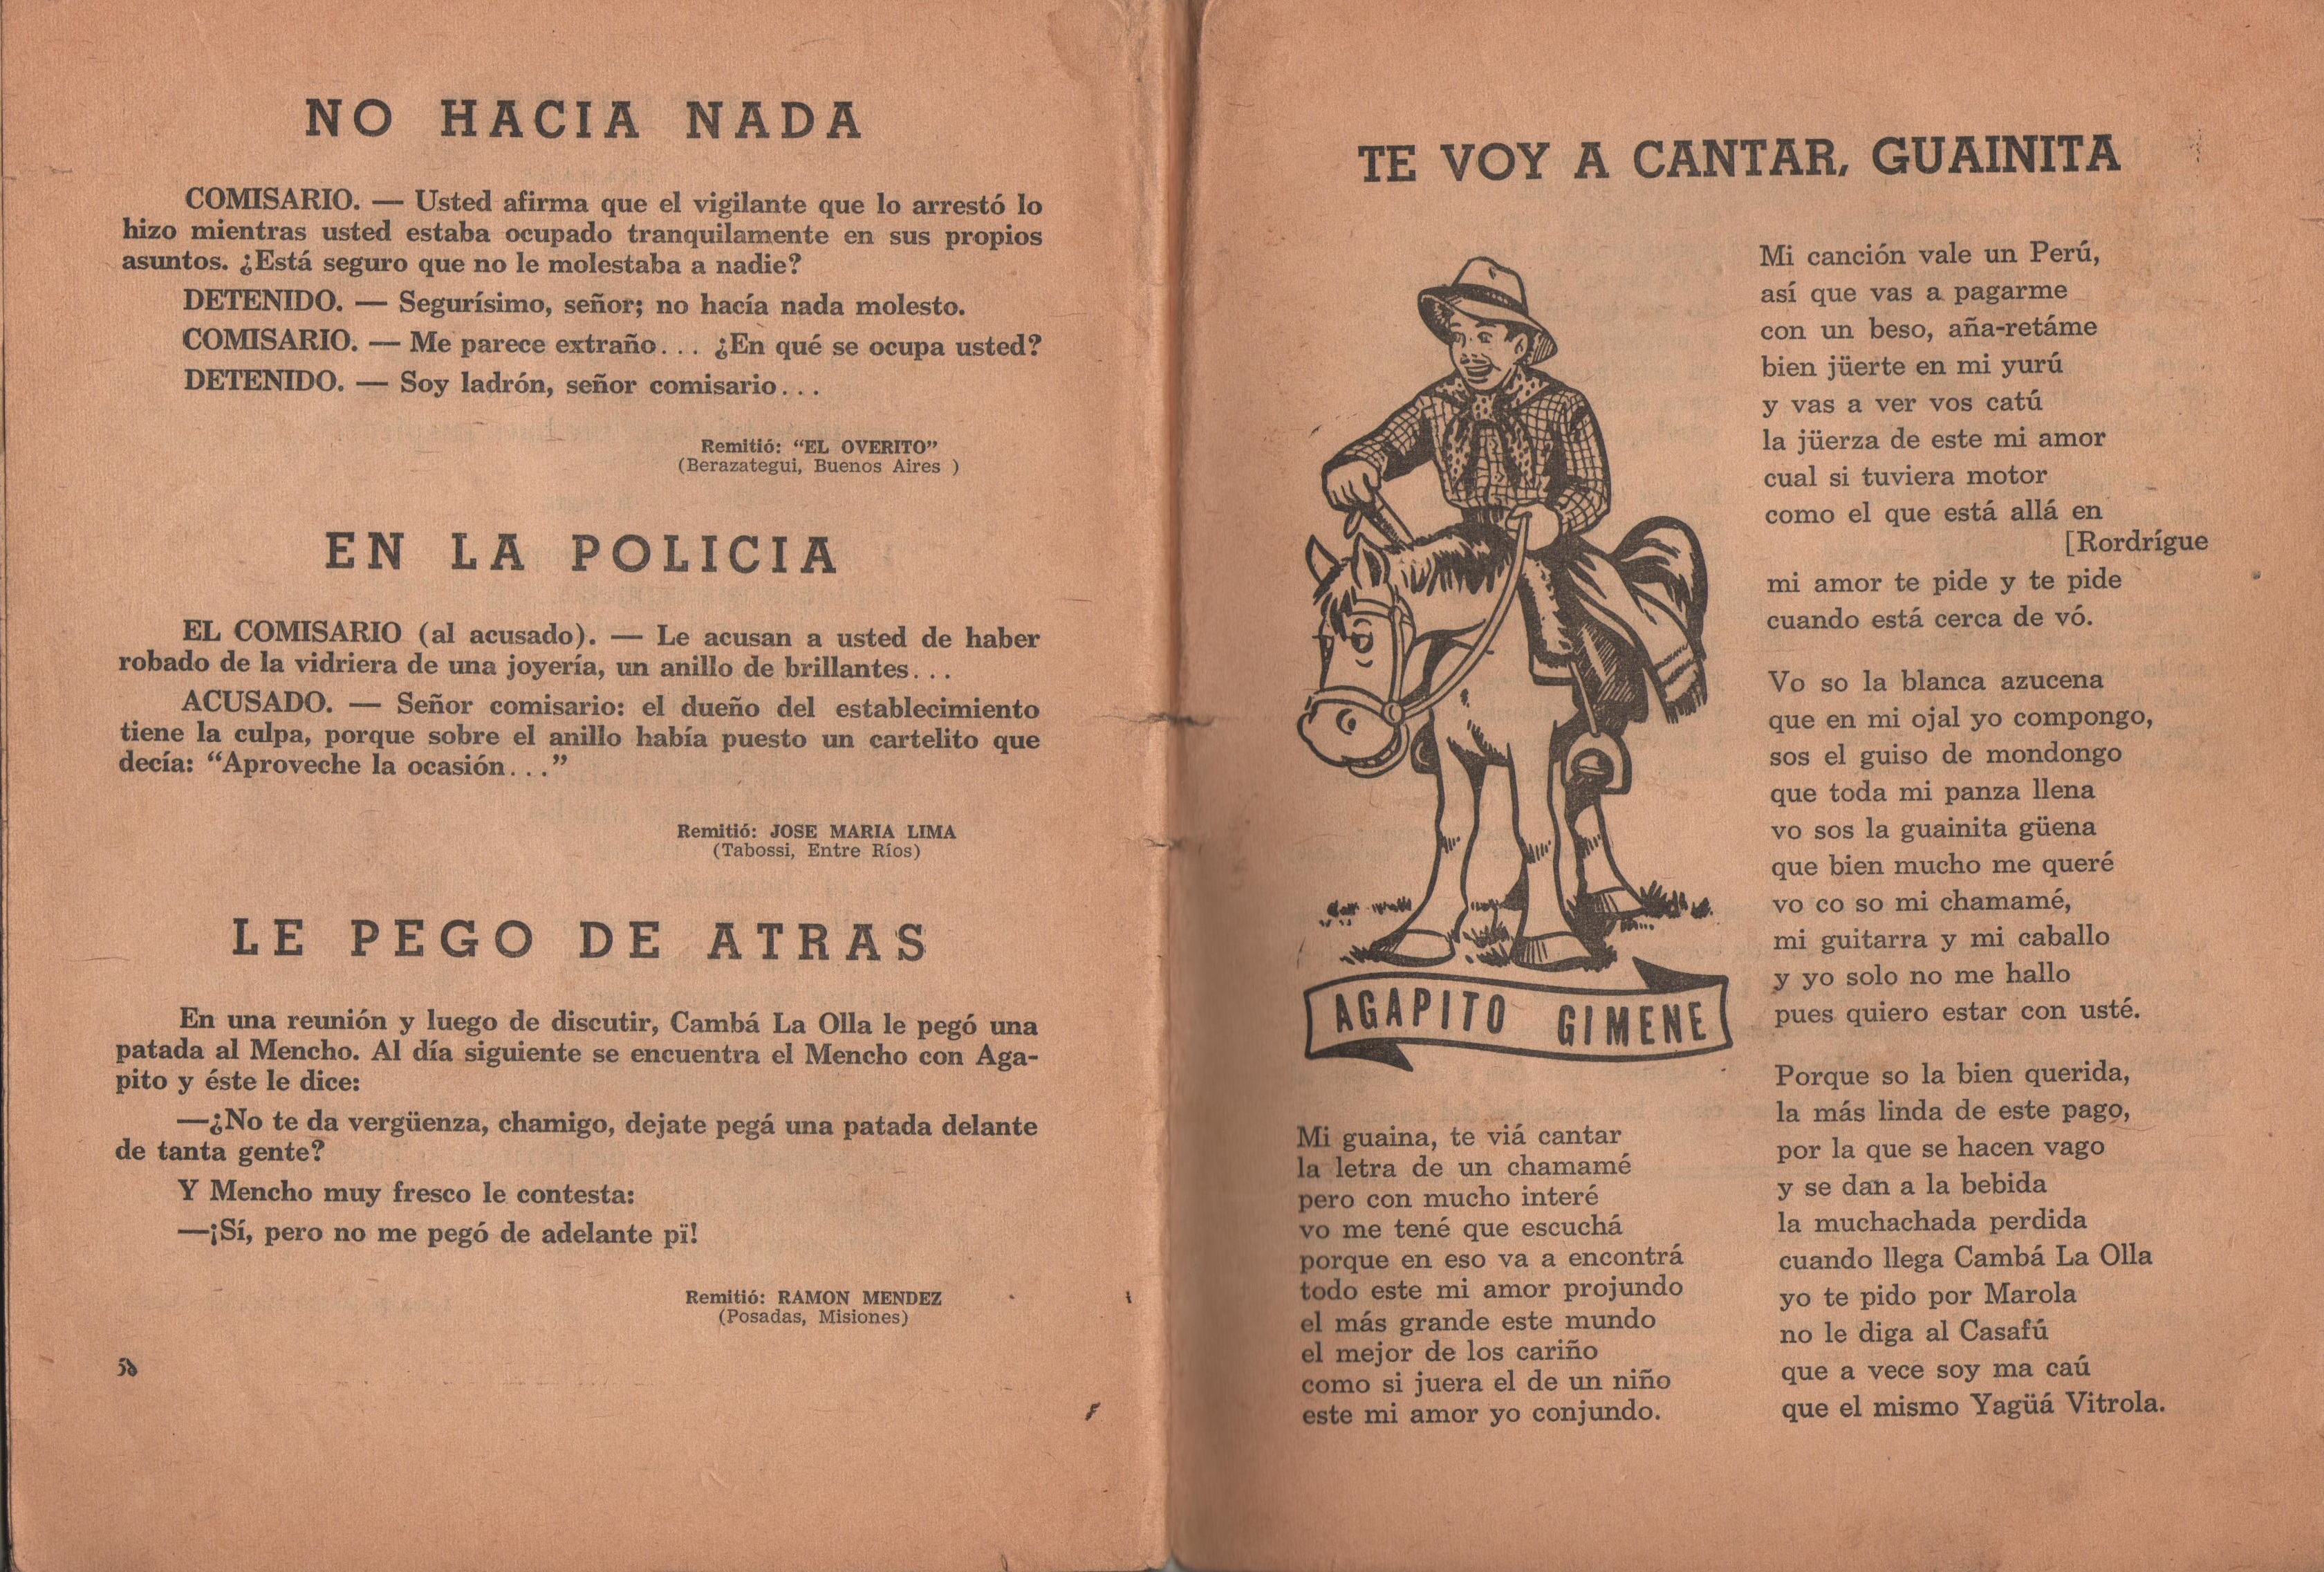 NO HACIA NADA
COMISARIO. — Usted afirma que el vigilante que lo arrestó lo
hizo mientras usted estaba ocupado tranquilamente en sus propios
asuntos. ¿Está seguro que no le molestaba a nadie?
DETENIDO. — Segurísimo, señor; no hacía nada molesto.
COMISARIO. — Me parece extraño... ¿En qué se ocupa usted?
DETENIDO. — Soy ladrón, señor comisario...
Remitió: “EL OVERITO”
(Berazategui, Buenos Aires )
EN LA POLICIA
EL COMISARIO (al acusado). — Le acusan a usted de haber
robado de la vidriera de una joyería, un anillo de brillantes...
ACUSADO. — Señor comisario: el dueño del establecimiento
tiene la culpa, porque sobre el anillo había puesto un cartelito que
decía: “Aproveche la ocasión...”
Remitió: JOSE MARIA LIMA
(Tabossi, Entre Ríos)
LE PEGO DE ATRAS
En una reunión y luego de discutir, Cambá La Olla le pegó una
patada al Mencho. Al día siguiente se encuentra el Mencho con Aga-
pito y éste le dice:
—¿No te da vergüenza, chamigo, dejate pegá una patada delante
de tanta gente?
Y Mencho muy fresco le contesta:
—¡Sí, pero no me pegó de adelante pï!
Remitió: RAMON MENDEZ
(Posadas, Misiones)
TE VOY A CANTAR, GUAINITA
AGAPITO GIMENE
Mi guaina, te viá cantar
la letra de un chamamé
pero con mucho interé
vo me tené que escuchá
porque en eso va a encontrá
todo este mi amor projundo
el más grande este mundo
el mejor de los cariño
como si juera el de un niño
este mi amor yo conjundo.
Mi canción vale un Perú,
así que vas a pagarme
con un beso, aña-retáme
bien jüerte en mi yurú
y vas a ver vos catú
la jüerza de este mi amor
cual si tuviera motor
como el que está allá en
[Rordrígue
mi amor te pide y te pide
cuando está cerca de vó.
Vo so la blanca azucena
que en mi ojal yo compongo,
sos el guiso de mondongo
que toda mi panza llena
vo sos la guainita güena
que bien mucho me queré
vo co so mi chamamé,
mi guitarra y mi caballo
y yo solo no me hallo
pues quiero estar con usté.
Porque so la bien querida,
la más linda de este pago,
por la que se hacen vago
y se dan a la bebida
la muchachada perdida
cuando llega Cambá La Olla
yo te pido por Marola
no le diga al Casafú
que a vece soy ma caú
que el mismo Yagüá Vitrola.